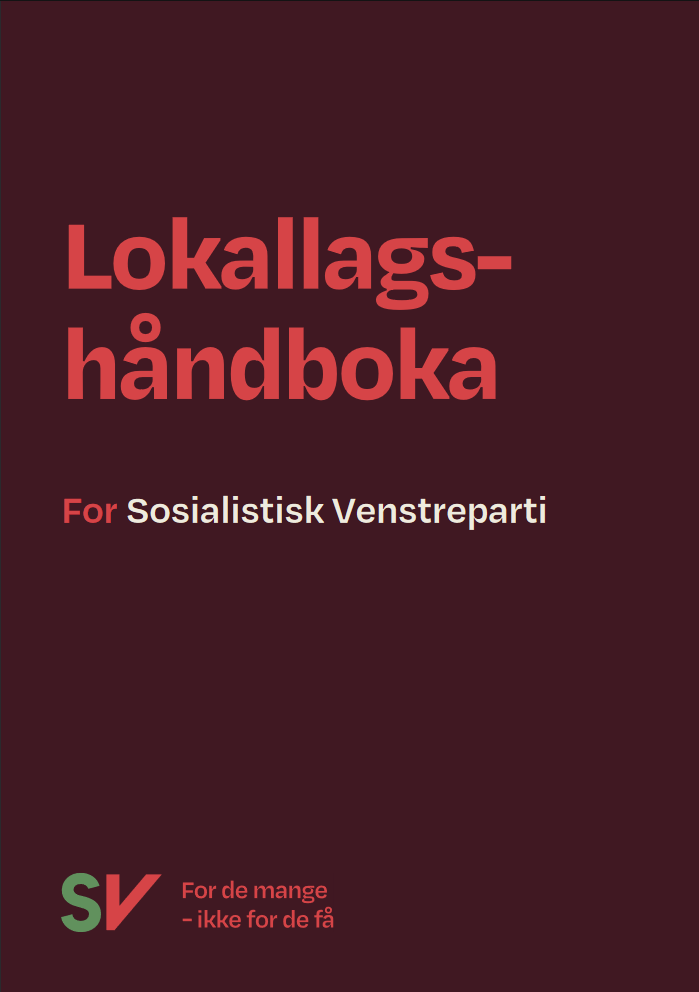 Lokallags-
håndboka
For Sosialistisk Venstreparti
SV
For de mange
– ikke for de få